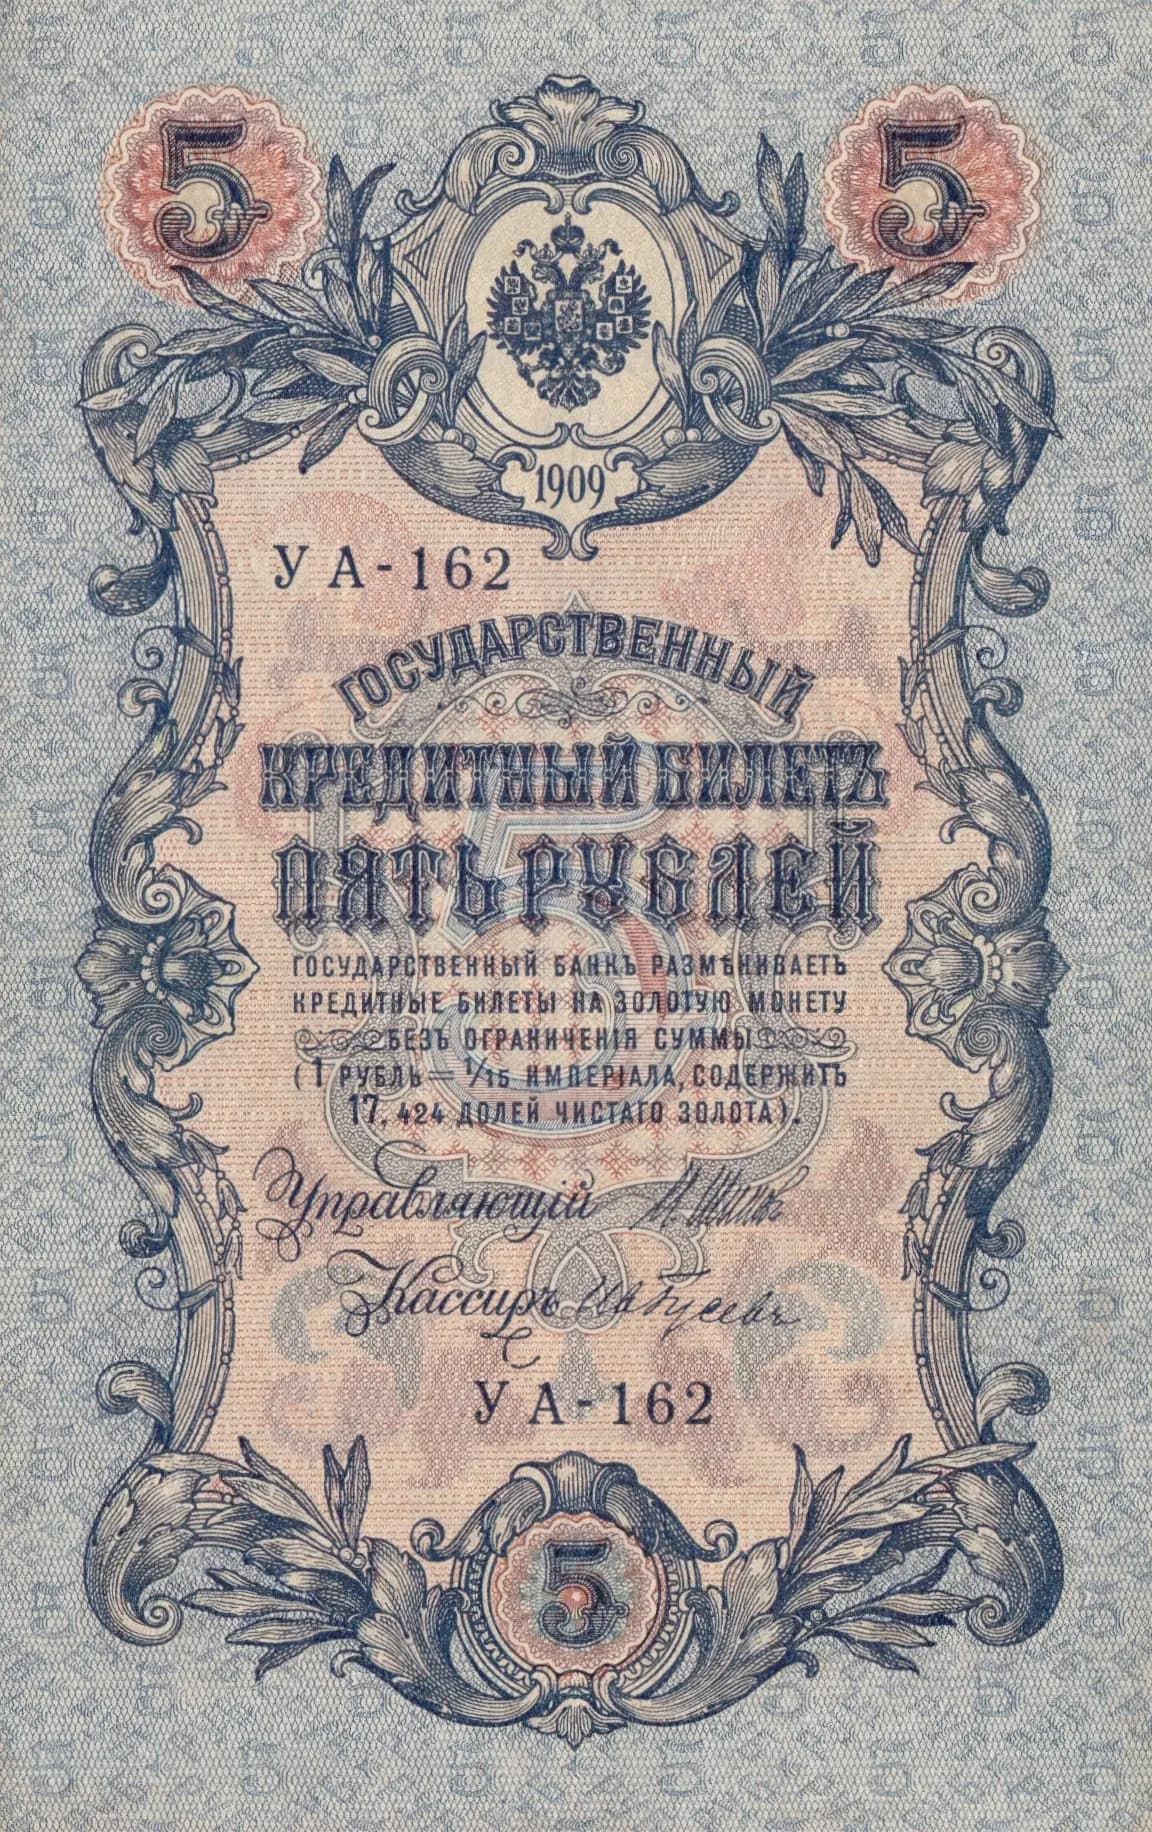 5 5
1909
УА-162
ГОСУДАРСТВЕННЫЙ
КРЕДИТНЫЙ БИЛЕТЪ
ПЯТЬ РУБЛЕЙ
ГОСУДАРСТВЕННЫЙ БАНКЪ РАЗМѢНИВАЕТЪ
КРЕДИТНЫЕ БИЛЕТЫ НА ЗОЛОТУЮ МОНЕТУ
БЕЗЪ ОГРАНИЧЕНІЯ СУММЫ
(1 РУБЛЬ = 1/15 ИМПЕРІАЛА, СОДЕРЖИТЪ
17,424 ДОЛЕЙ ЧИСТАГО ЗОЛОТА).
Управляющій И. Шиповъ
Кассиръ
УА-162
5